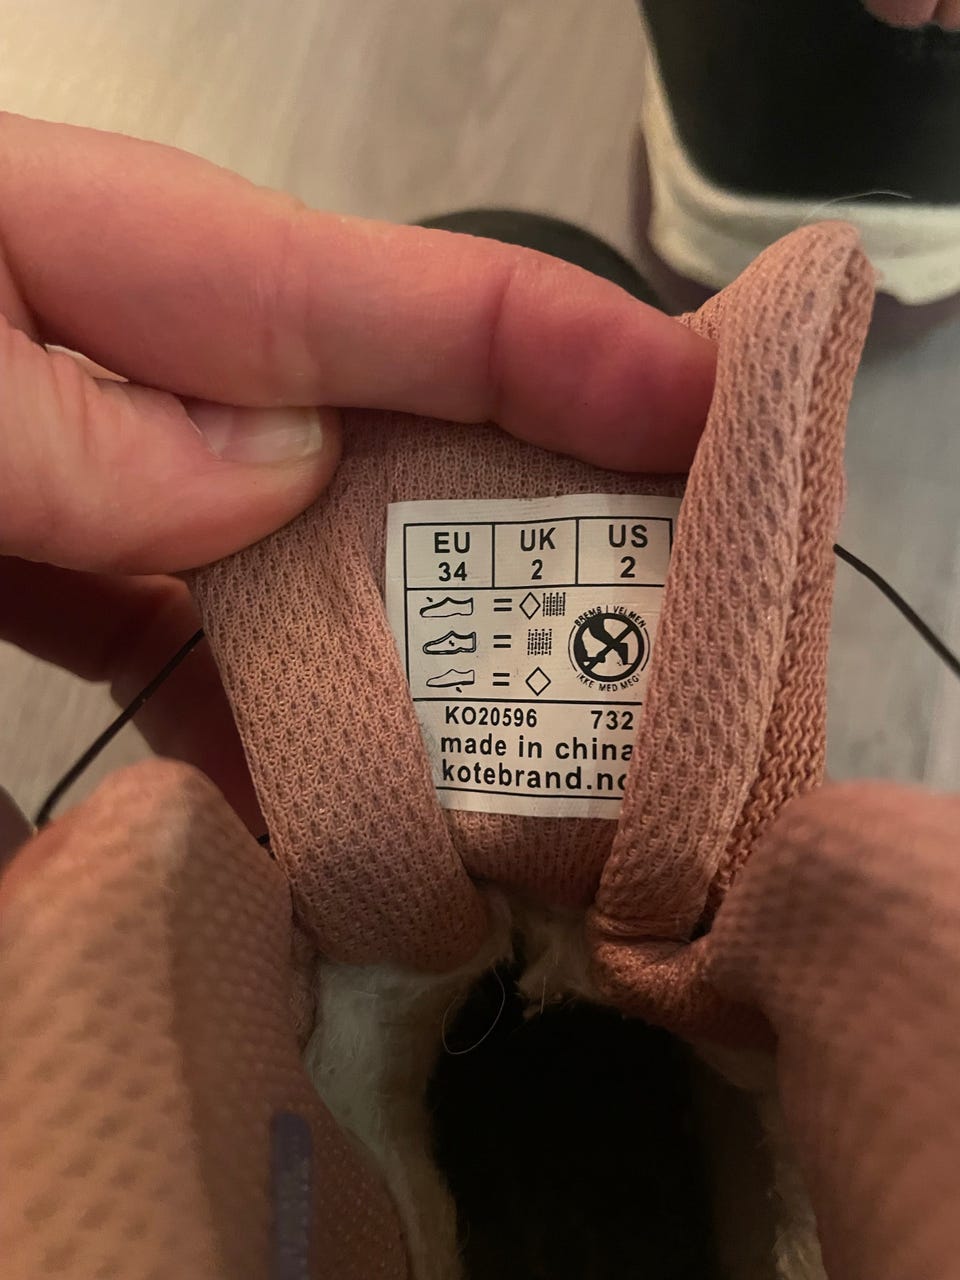 EU UK US
34 2 2
=
BREMS I VELMEN
=
IKKE MED MEG!
=
KO20596 732
made in china
kotebrand.no